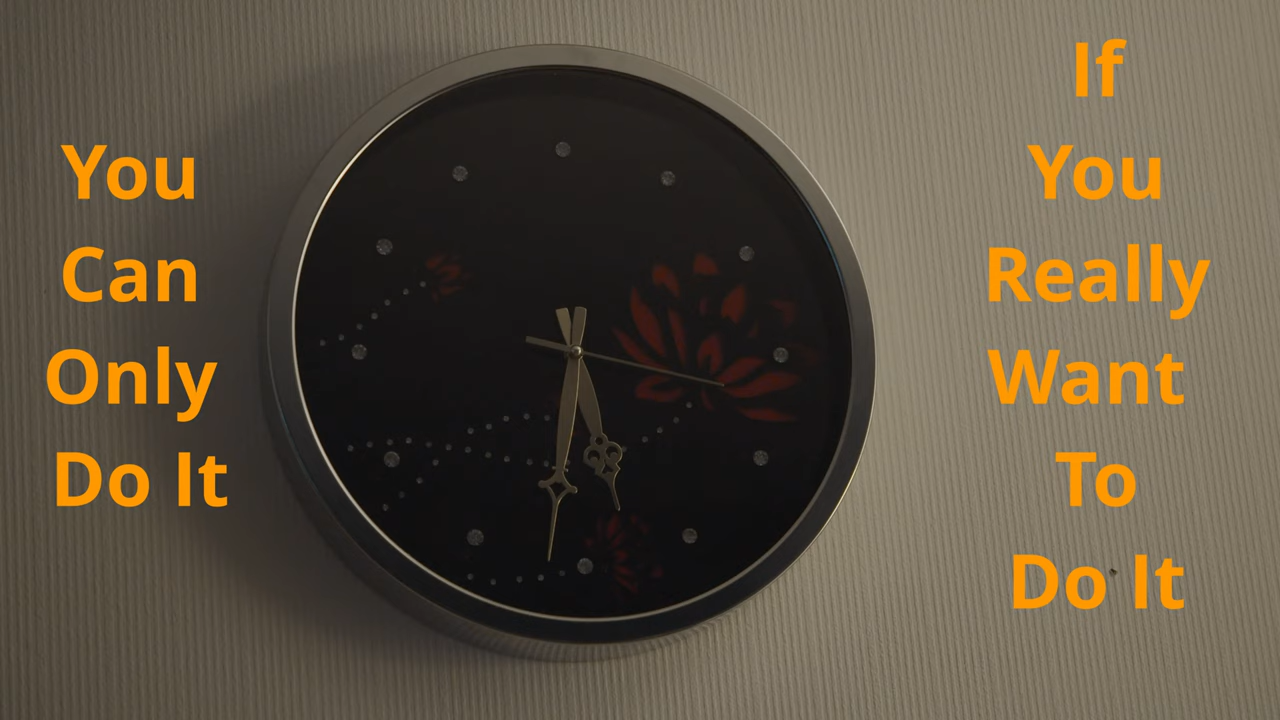 You
Can
Only
Do It
If
You
Really
Want
To
Do It